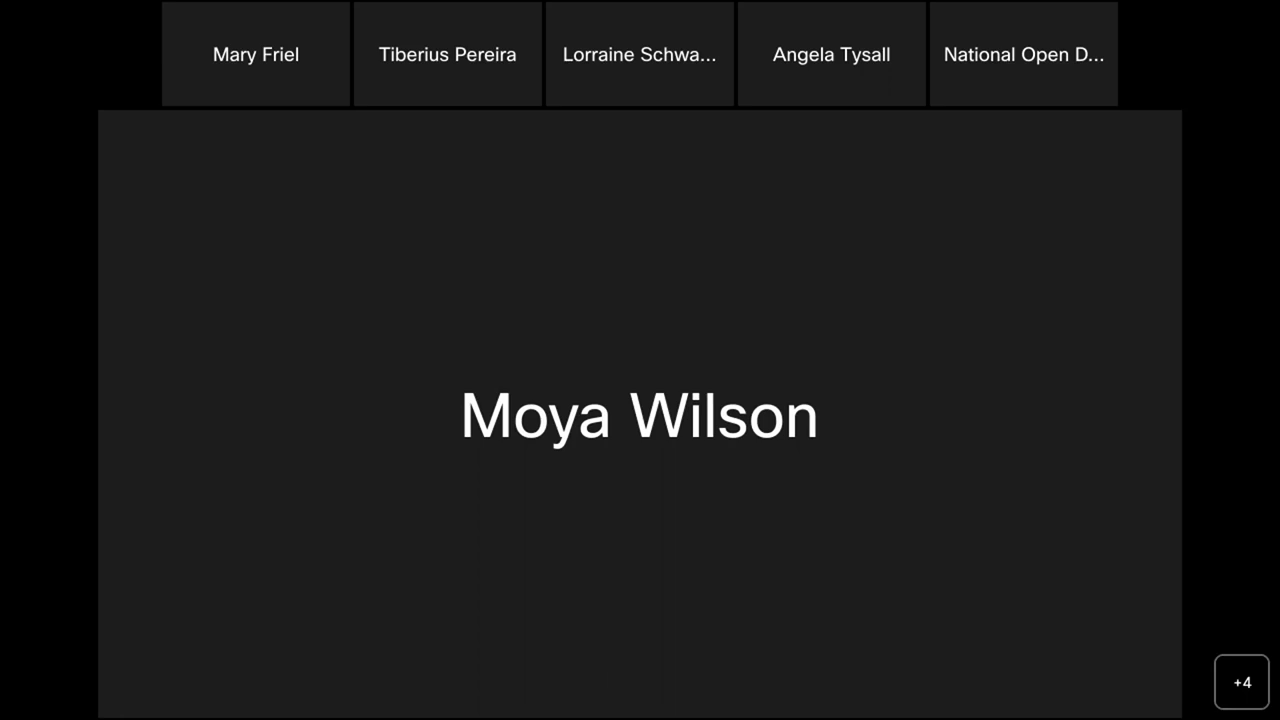 Mary Friel
Tiberius Pereira
Lorraine Schwa...
Angela Tysall
National Open D...
Moya Wilson
+4